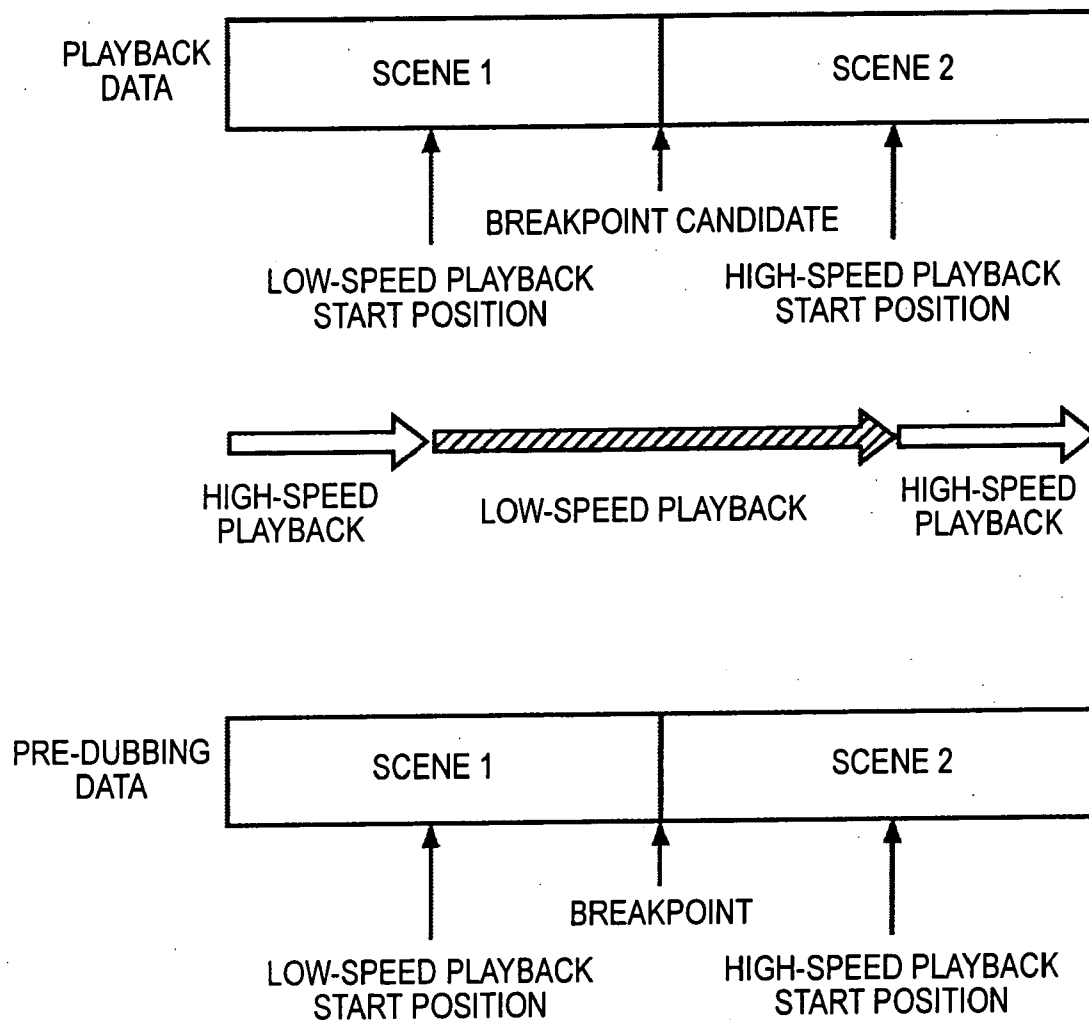 PLAYBACK
DATA
SCENE 1
SCENE 2
BREAKPOINT CANDIDATE
LOW-SPEED PLAYBACK
START POSITION
HIGH-SPEED PLAYBACK
START POSITION
HIGH-SPEED
PLAYBACK
LOW-SPEED PLAYBACK
HIGH-SPEED
PLAYBACK
PRE-DUBBING
DATA
SCENE 1
SCENE 2
BREAKPOINT
LOW-SPEED PLAYBACK
START POSITION
HIGH-SPEED PLAYBACK
START POSITION